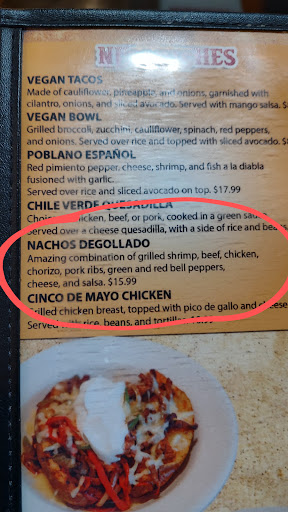 VEGAN TACOS
Made of cauliflower, pineapple, and onions, garnished with
cilantro, onions, and sliced avocado. Served with mango salsa. $
VEGAN BOWL
Grilled broccoli, zucchini, cauliflower, spinach, red peppers,
and onions. Served over rice and topped with sliced avocado. $
POBLANO ESPAÑOL
Red pimiento pepper, cheese, shrimp, and fish a la diabla
fusioned with garlic.
Served over rice and sliced avocado on top. $17.99
CHILE VERDE QUESADILLA
chicken, beef, or pork, cooked in a green sauce
Served over a cheese quesadilla, with a side of rice and beans
NACHOS DEGOLLADO
Amazing combination of grilled shrimp, beef, chicken,
chorizo, pork ribs, green and red bell peppers,
cheese, and salsa. $15.99
CINCO DE MAYO CHICKEN
Grilled chicken breast, topped with pico de gallo and cheese
Served with rice, beans, and tortillas.